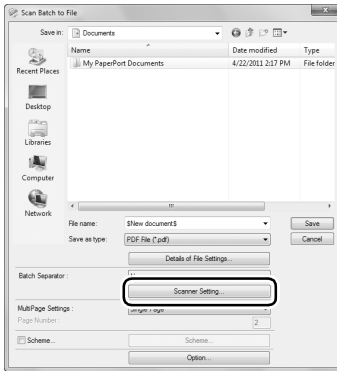 Scan Batch to File
x
Save in: Documents
Name Date modified Type
My PaperPort Documents 4/22/2011 2:17 PM File folder
Recent Places
Desktop
Libraries
Computer
Network
File name: $New document$ Save
Save as type: PDF File (*.pdf) Cancel
Details of File Settings...
Batch Separator :
Scanner Setting...
MultiPage Settings : Single Page
Page Number : 2
Scheme... Scheme...
Option...